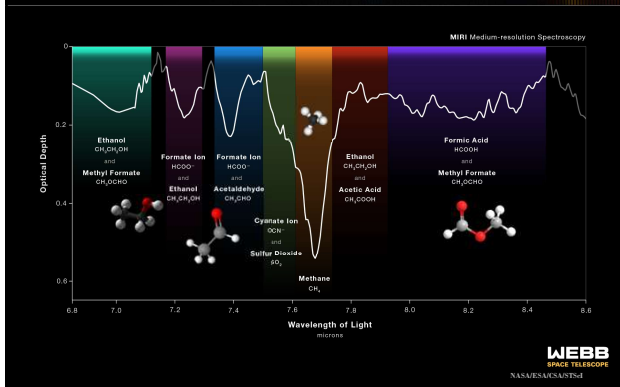 MIRI Medium-resolution Spectroscopy
0
0.2
0.4
0.6
Optical Depth
Ethanol
CH₃CH₂OH
and
Methyl Formate
CH₃OCHO
Formate Ion
HCOO⁻
and
Ethanol
CH₃CH₂OH
Formate Ion
HCOO⁻
and
Acetaldehyde
CH₃CHO
Cyanate Ion
OCN⁻
and
Sulfur Dioxide
SO₂
Methane
CH₄
Ethanol
CH₃CH₂OH
and
Acetic Acid
CH₃COOH
Formic Acid
HCOOH
and
Methyl Formate
CH₃OCHO
6.8 7.0 7.2 7.4 7.6 7.8 8.0 8.2 8.4 8.6
Wavelength of Light
microns
WEBB
SPACE TELESCOPE
NASA/ESA/CSA/STScI